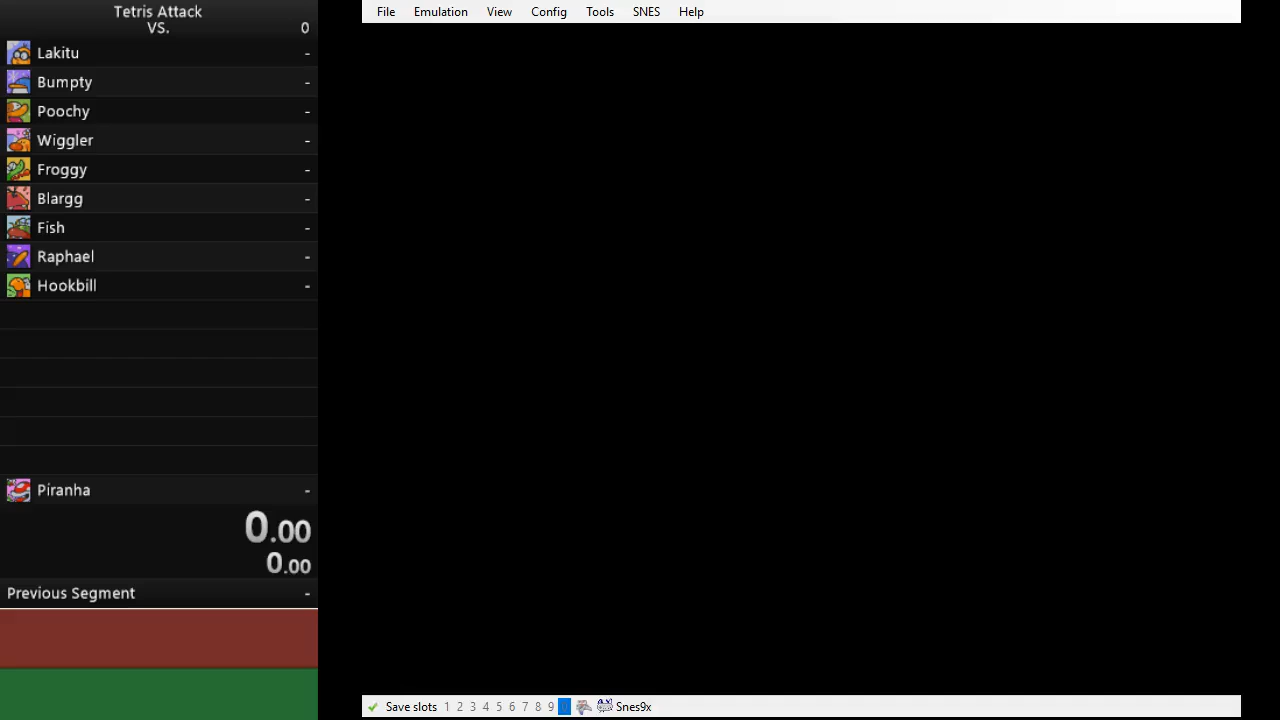 Tetris Attack
VS. 0
Lakitu -
Bumpty -
Poochy -
Wiggler -
Froggy -
Blargg -
Fish -
Raphael -
Hookbill -
Piranha -
0.00
0.00
Previous Segment -
File Emulation View Config Tools SNES Help
Save slots 1 2 3 4 5 6 7 8 9 0 Snes9x